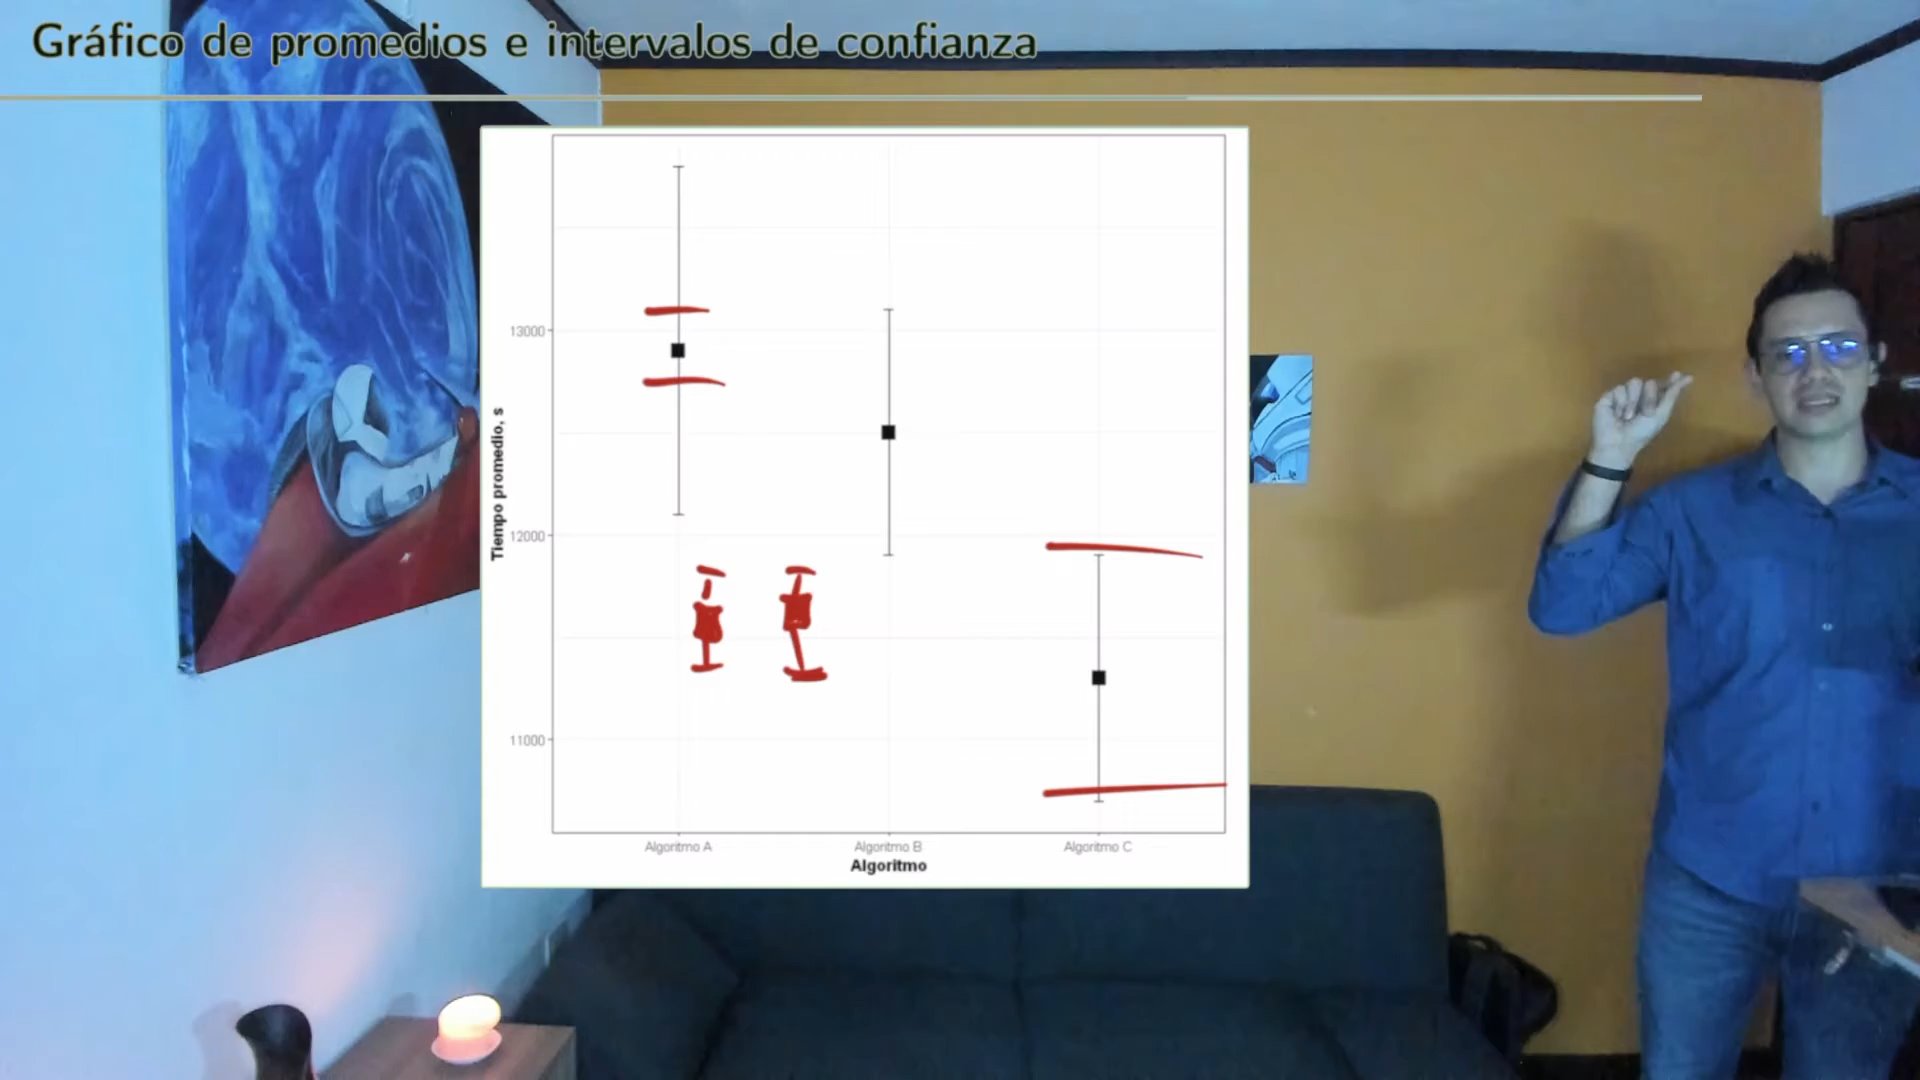 Gráfico de promedios e intervalos de confianza
13000
12000
11000
Tiempo promedio, s
Algoritmo A
Algoritmo B
Algoritmo C
Algoritmo